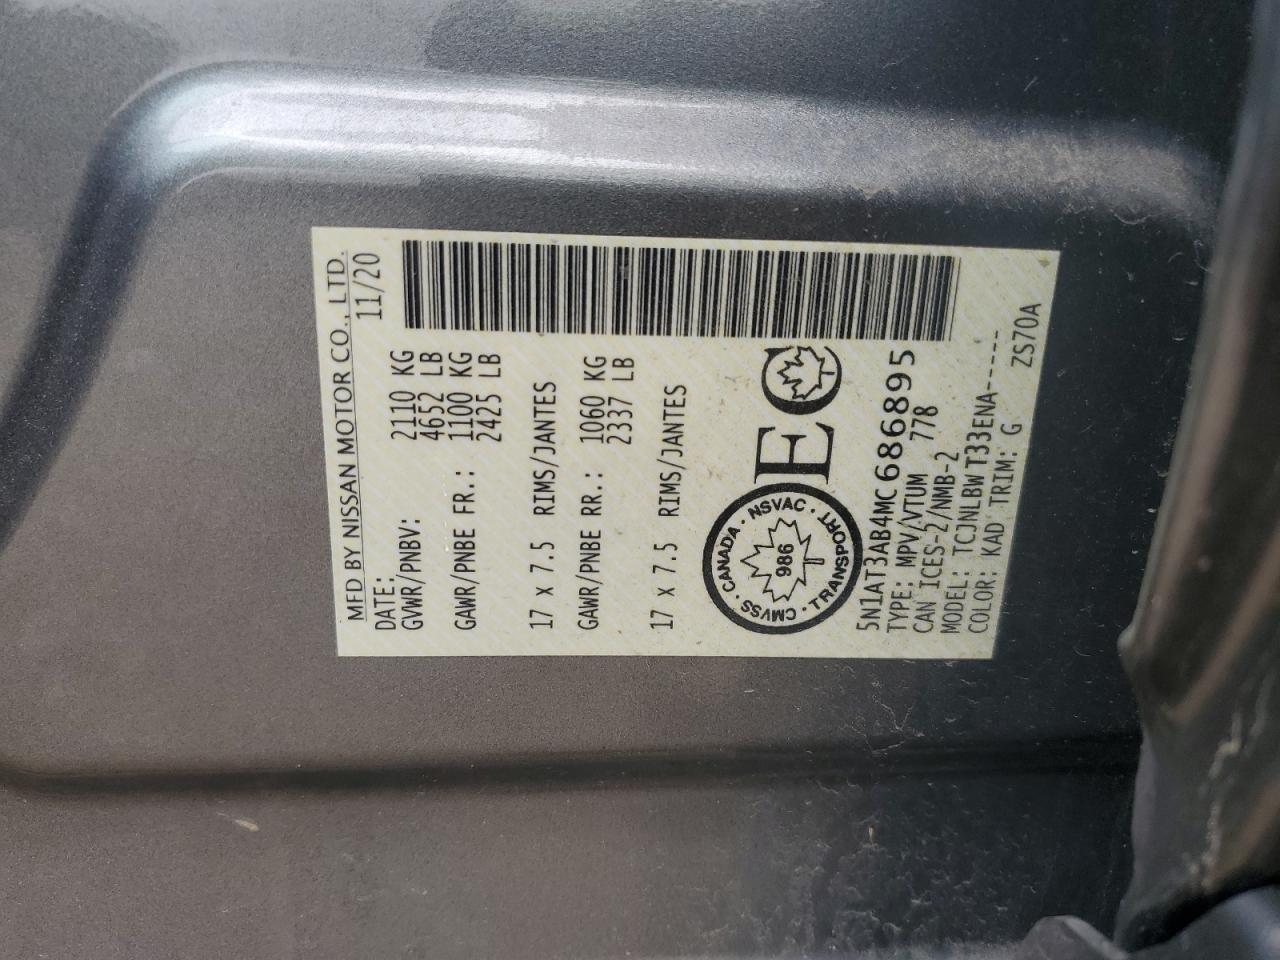 MFD BY NISSAN MOTOR CO., LTD.
DATE: 11/20
GVWR/PNBV: 2110 KG
4652 LB
GAWR/PNBE FR.: 1100 KG
2425 LB
17 x 7.5 RIMS/JANTES
GAWR/PNBE RR.: 1060 KG
2337 LB
17 x 7.5 RIMS/JANTES
CANADA · NSVAC · TRANSPORT · CMVSS
986
EC
5N1AT3AB4MC686895
TYPE: MPV/VTUM 778
CAN ICES-2/NMB-2
MODEL: TCJNLBWT33ENA-----
COLOR: KAD TRIM: G ZS70A